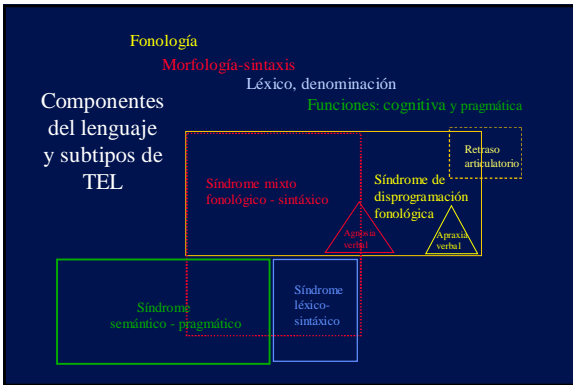 Fonología
Morfología-sintaxis
Léxico, denominación
Funciones: cognitiva y pragmática
Componentes
del lenguaje
y subtipos de
TEL
Retraso
articulatorio
Síndrome mixto
fonológico - sintáxico
Síndrome de
disprogramación
fonológica
Agnosia
verbal
Apraxia
verbal
Síndrome
semántico - pragmático
Síndrome
léxico-
sintáxico